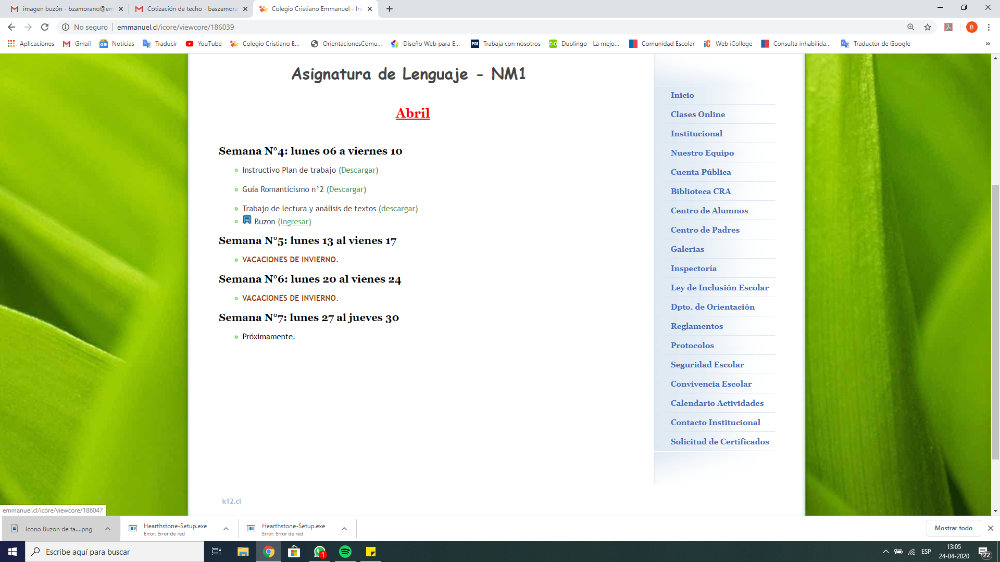 imagen buzón - bzamorano@em
Cotización de techo - baszamora
Colegio Cristiano Emmanuel - Ini
No seguro
emmanuel.cl/icore/viewcore/186039
B
Aplicaciones
Gmail
Noticias
Traducir
YouTube
Colegio Cristiano E...
OrientacionesComu...
Diseño Web para E...
PDI
Trabaja con nosotros
Duolingo - La mejo...
Comunidad Escolar
iC
Web iCollege
Consulta inhabilida...
Traductor de Google
»
Asignatura de Lenguaje - NM1
Abril
Semana N°4: lunes 06 a viernes 10
Instructivo Plan de trabajo (Descargar)
Guía Romanticismo n°2 (Descargar)
Trabajo de lectura y análisis de textos (descargar)
Buzon (Ingresar)
Semana N°5: lunes 13 al vienes 17
VACACIONES DE INVIERNO.
Semana N°6: lunes 20 al vienes 24
VACACIONES DE INVIERNO.
Semana N°7: lunes 27 al jueves 30
Próximamente.
Inicio
Clases Online
Institucional
Nuestro Equipo
Cuenta Pública
Biblioteca CRA
Centro de Alumnos
Centro de Padres
Galerias
Inspectoría
Ley de Inclusión Escolar
Dpto. de Orientación
Reglamentos
Protocolos
Seguridad Escolar
Convivencia Escolar
Calendario Actividades
Contacto Institucional
Solicitud de Certificados
k12.cl
emmanuel.cl/icore/viewcore/186047
Icono Buzon de ta....png
Hearthstone-Setup.exe
Error: Error de red
Hearthstone-Setup.exe
Error: Error de red
Mostrar todo
Escribe aquí para buscar
1
ESP
13:05
24-04-2020
22